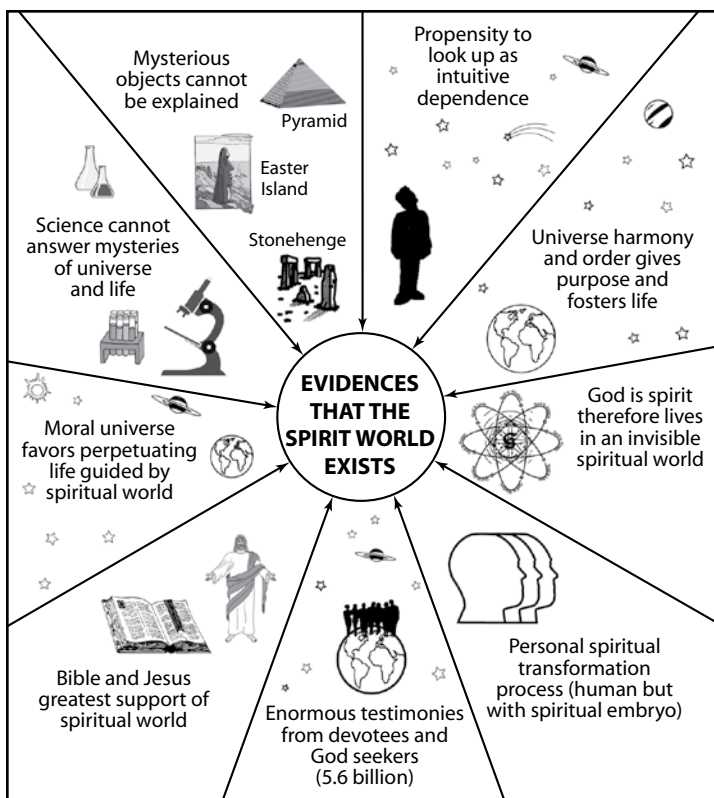 Mysterious
objects cannot
be explained
Pyramid
Easter
Island
Stonehenge
Propensity to
look up as
intuitive
dependence
Universe harmony
and order gives
purpose and
fosters life
God is spirit
therefore lives
in an invisible
spiritual world
Personal spiritual
transformation
process (human but
with spiritual embryo)
Enormous testimonies
from devotees and
God seekers
(5.6 billion)
Bible and Jesus
greatest support of
spiritual world
Moral universe
favors perpetuating
life guided by
spiritual world
Science cannot
answer mysteries
of universe
and life
EVIDENCES
THAT THE
SPIRIT WORLD
EXISTS